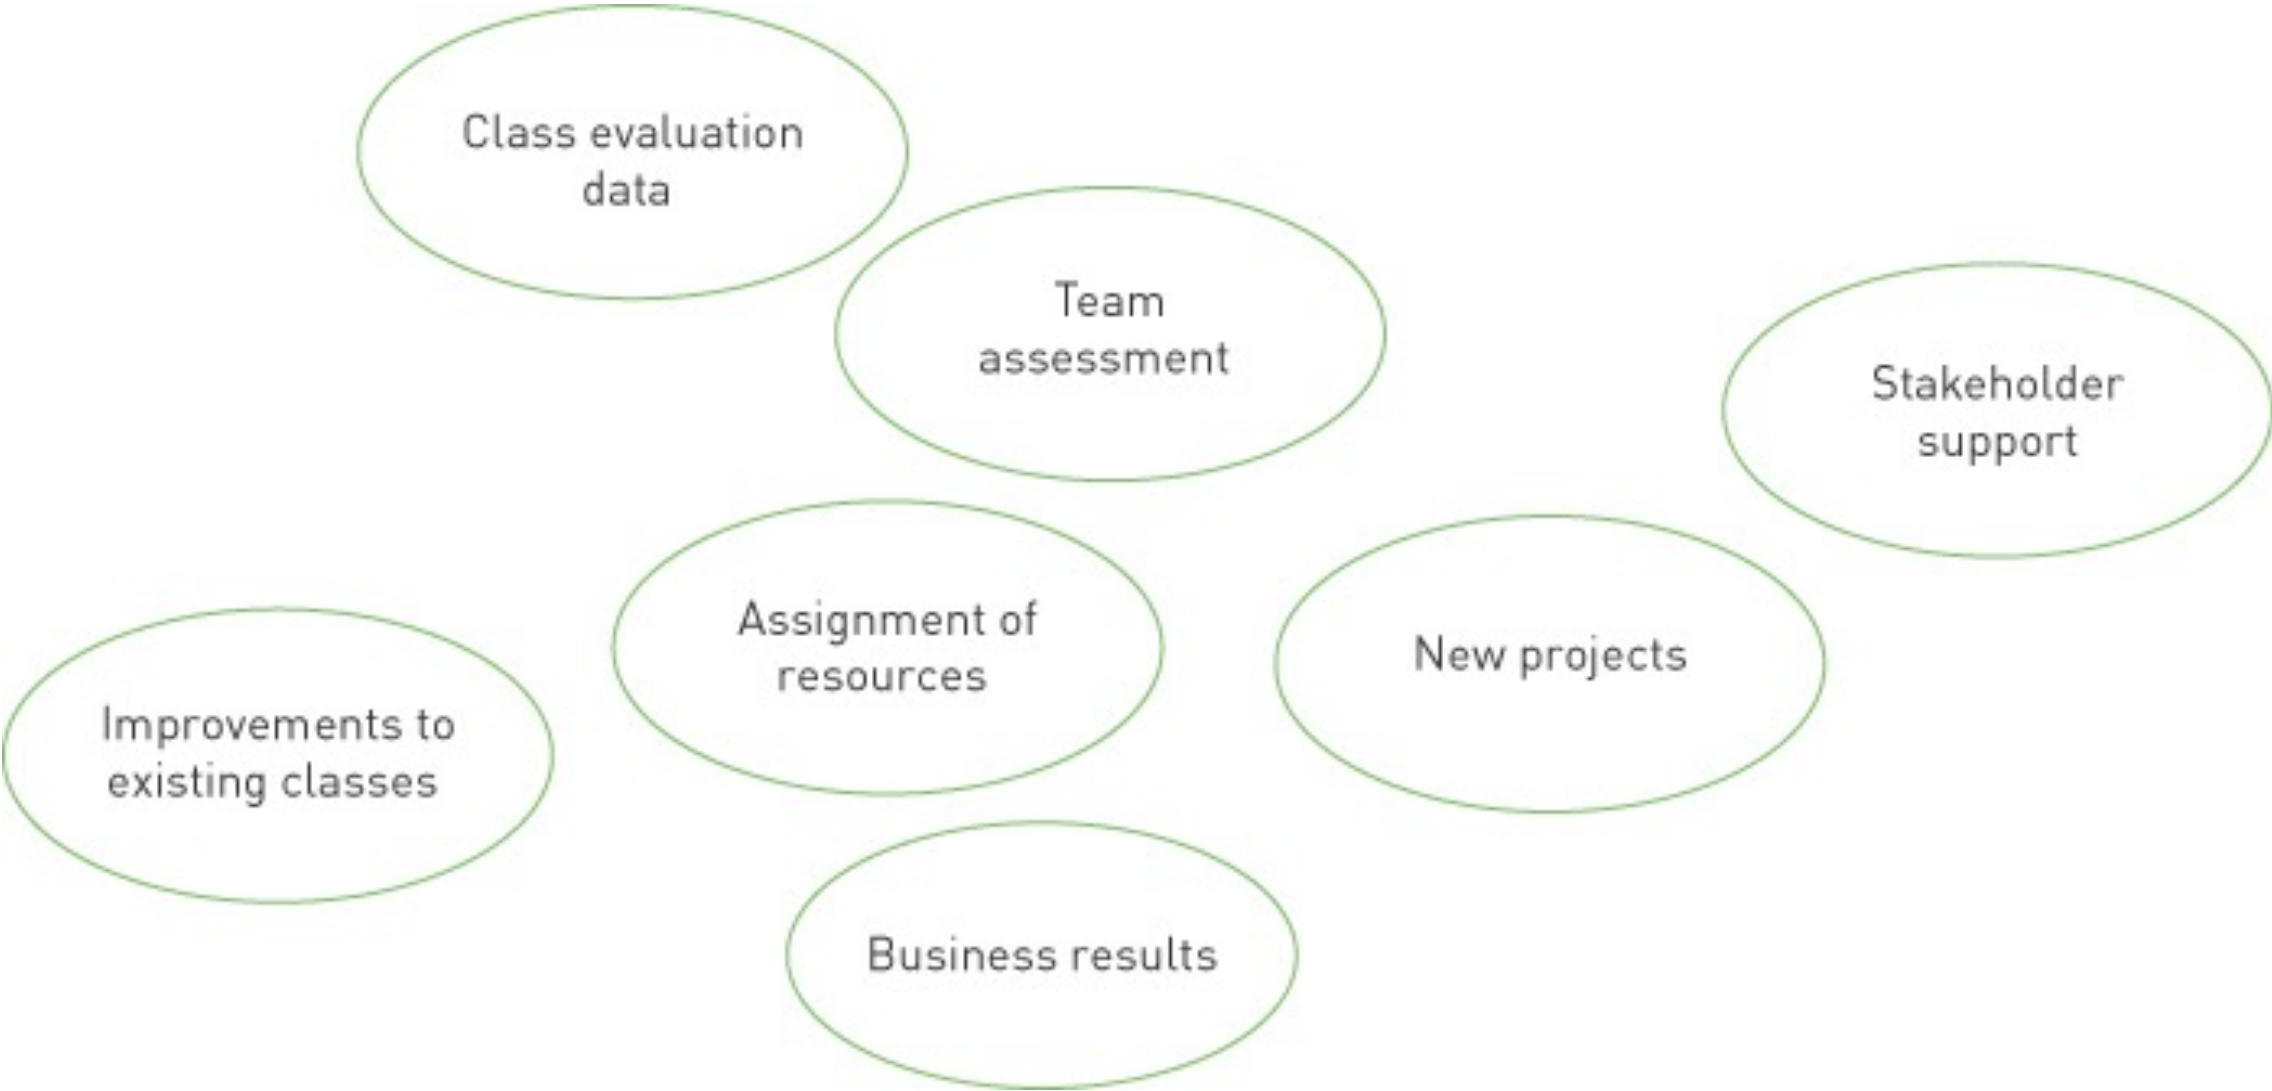 Class evaluation
data
Team
assessment
Stakeholder
support
Assignment of
resources
New projects
Improvements to
existing classes
Business results